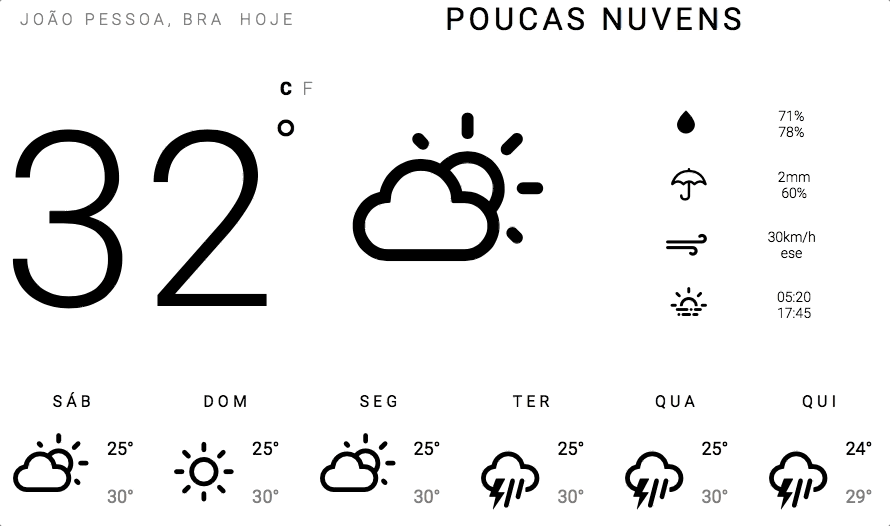 JOÃO PESSOA, BRA HOJE
POUCAS NUVENS
C F
32°
71%
78%
2mm
60%
30km/h
ese
05:20
17:45
SÁB DOM SEG TER QUA QUI
25° 25° 25° 25° 25° 24°
30° 30° 30° 30° 30° 29°